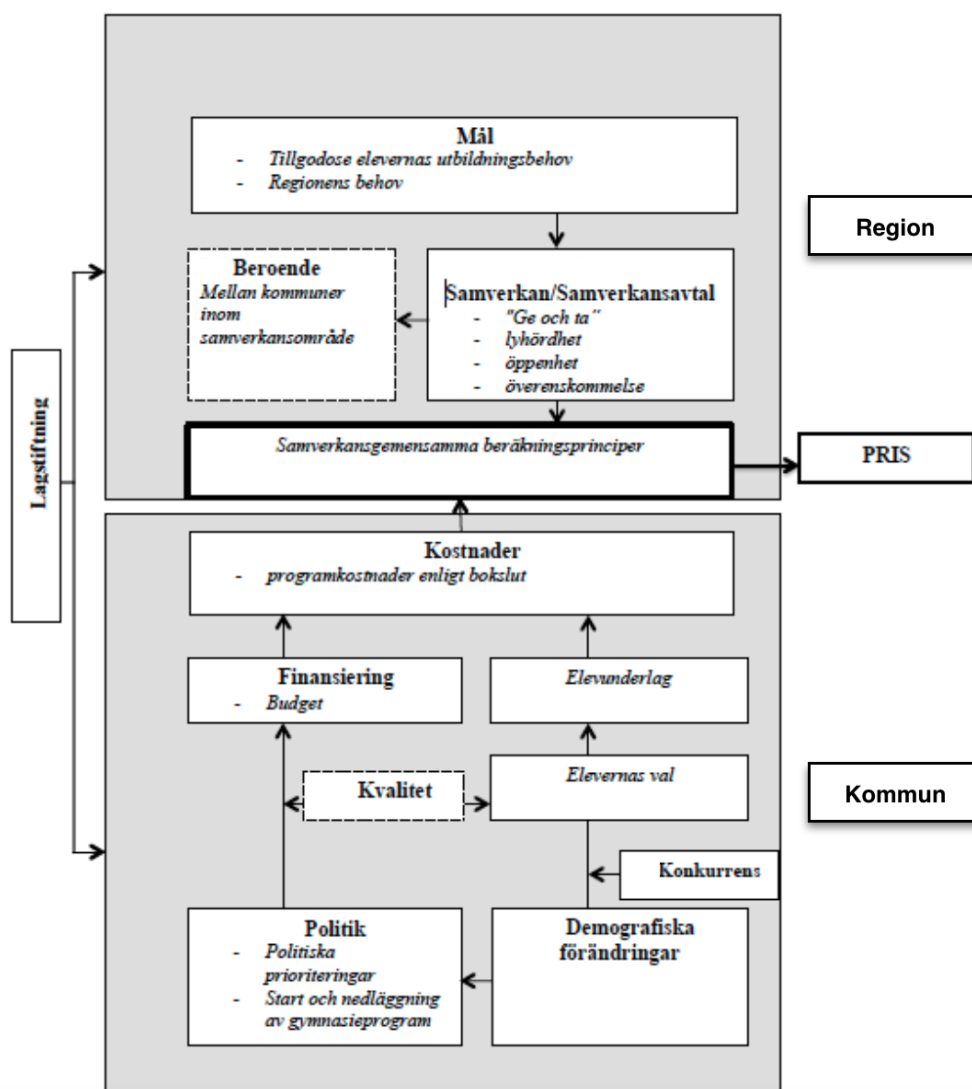 Mål
- Tillgodose elevernas utbildningsbehov
- Regionens behov
Region
Beroende
Mellan kommuner
inom
samverkansområde
Samverkan/Samverkansavtal
- "Ge och ta"
- lyhördhet
- öppenhet
- överenskommelse
Lagstiftning
Samverkansgemensamma beräkningsprinciper
PRIS
Kostnader
- programkostnader enligt bokslut
Finansiering
- Budget
Elevunderlag
Kvalitet
Elevernas val
Kommun
Konkurrens
Politik
- Politiska
prioriteringar
- Start och nedläggning
av gymnasieprogram
Demografiska
förändringar